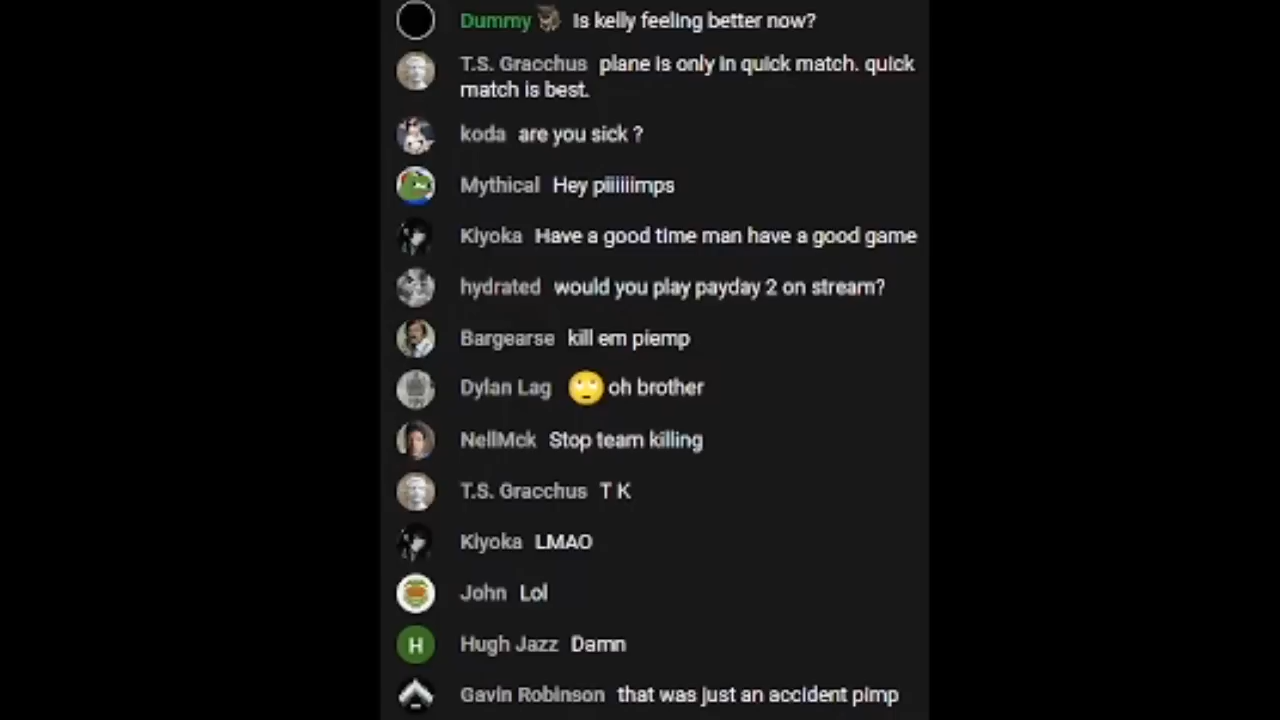 Dummy Is kelly feeling better now?
T.S. Gracchus plane is only in quick match. quick
match is best.
koda are you sick ?
Mythical Hey piiiiiimps
Kiyoka Have a good time man have a good game
hydrated would you play payday 2 on stream?
Bargearse kill em piemp
Dylan Lag 🙄 oh brother
NeilMck Stop team killing
T.S. Gracchus T K
Kiyoka LMAO
John Lol
H Hugh Jazz Damn
Gavin Robinson that was just an accident pimp